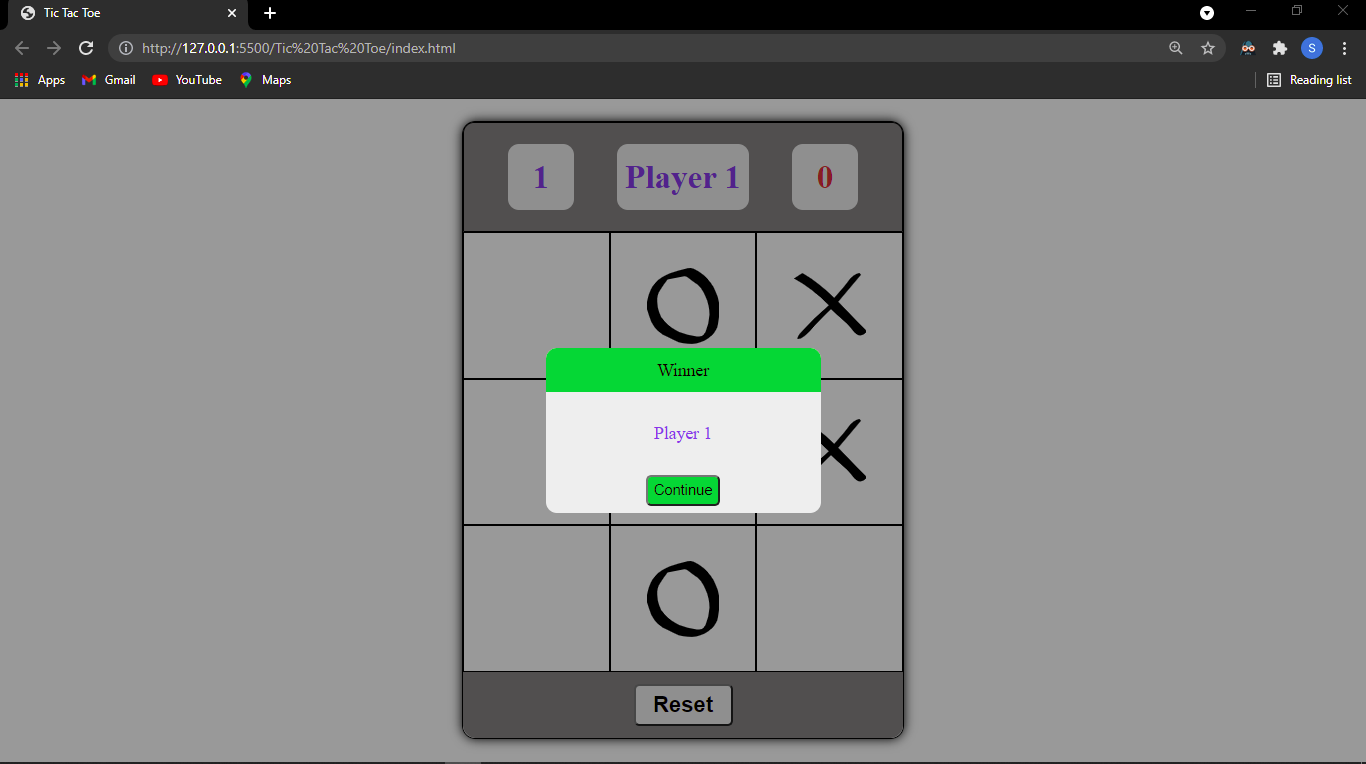 Tic Tac Toe
http://127.0.0.1:5500/Tic%20Tac%20Toe/index.html
S
Apps Gmail YouTube Maps Reading list
1 Player 1 0
Winner
Player 1
Continue
Reset